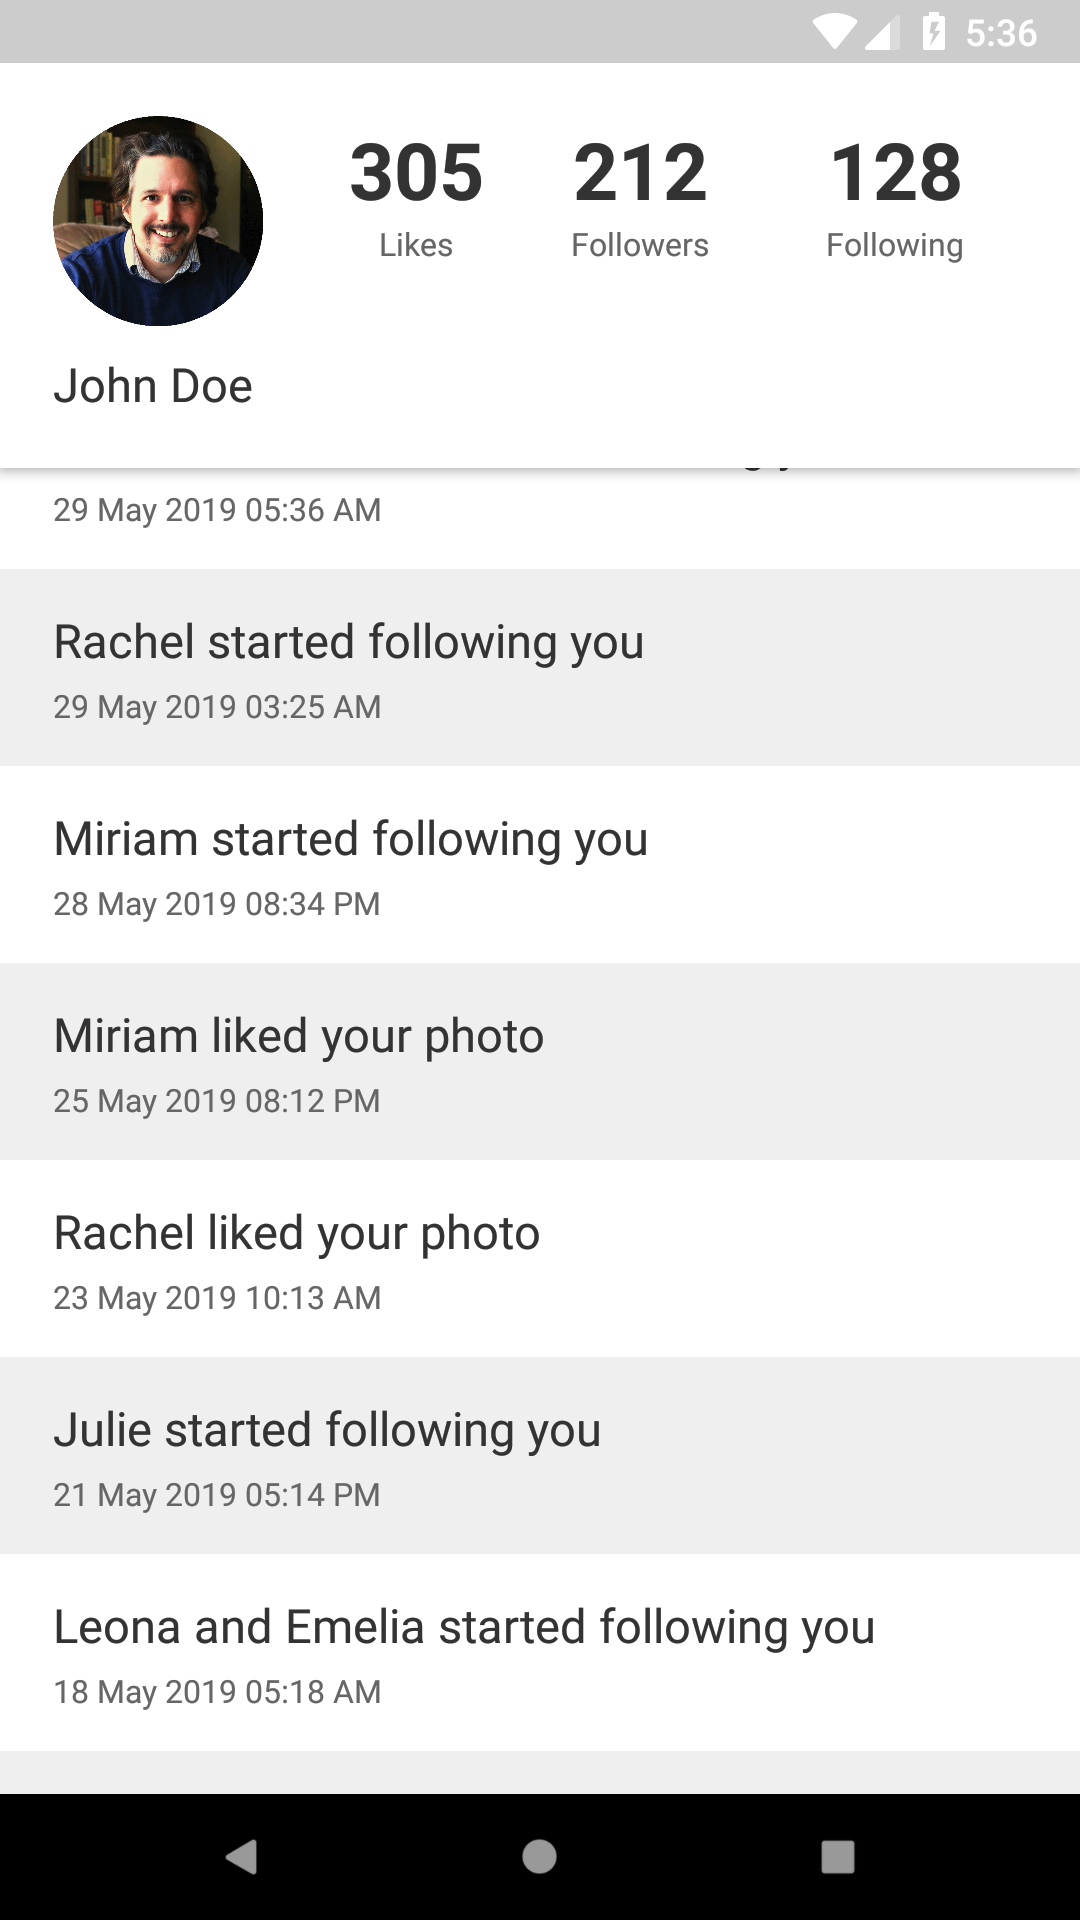 5:36
305 212 128
Likes Followers Following
John Doe
29 May 2019 05:36 AM
Rachel started following you
29 May 2019 03:25 AM
Miriam started following you
28 May 2019 08:34 PM
Miriam liked your photo
25 May 2019 08:12 PM
Rachel liked your photo
23 May 2019 10:13 AM
Julie started following you
21 May 2019 05:14 PM
Leona and Emelia started following you
18 May 2019 05:18 AM